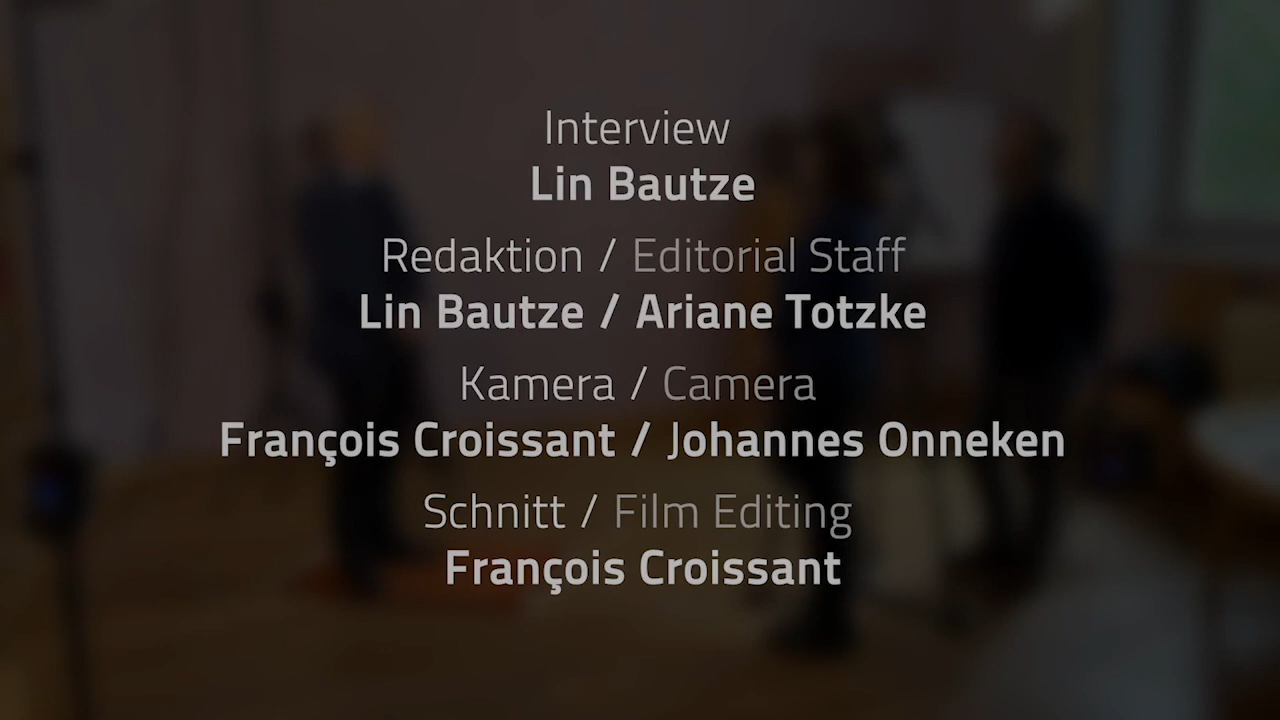 Interview
Lin Bautze
Redaktion / Editorial Staff
Lin Bautze / Ariane Totzke
Kamera / Camera
François Croissant / Johannes Onneken
Schnitt / Film Editing
François Croissant